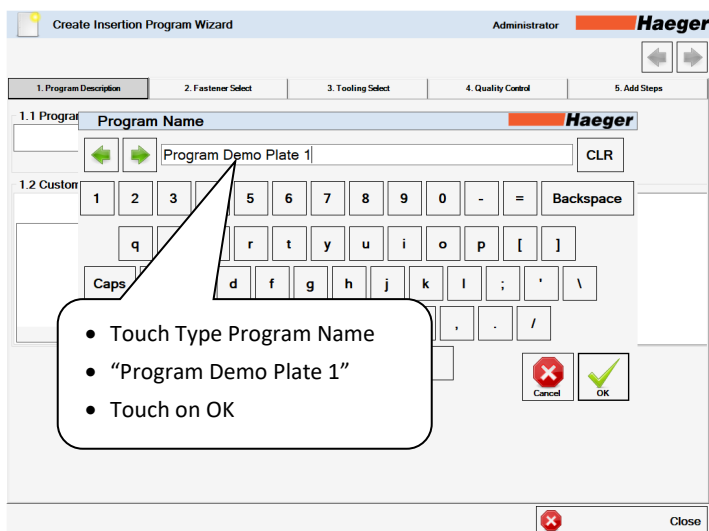 Create Insertion Program Wizard Administrator Haeger
1. Program Description 2. Fastener Select 3. Tooling Select 4. Quality Control 5. Add Steps
1.1 Progra
Program Name Haeger
Program Demo Plate 1 CLR
1.2 Custom
1 2 3 5 6 7 8 9 0 - = Backspace
q r t y u i o p [ ]
Caps d f g h j k l ; ' \
, . /
• Touch Type Program Name
• “Program Demo Plate 1”
• Touch on OK
Cancel OK
Close